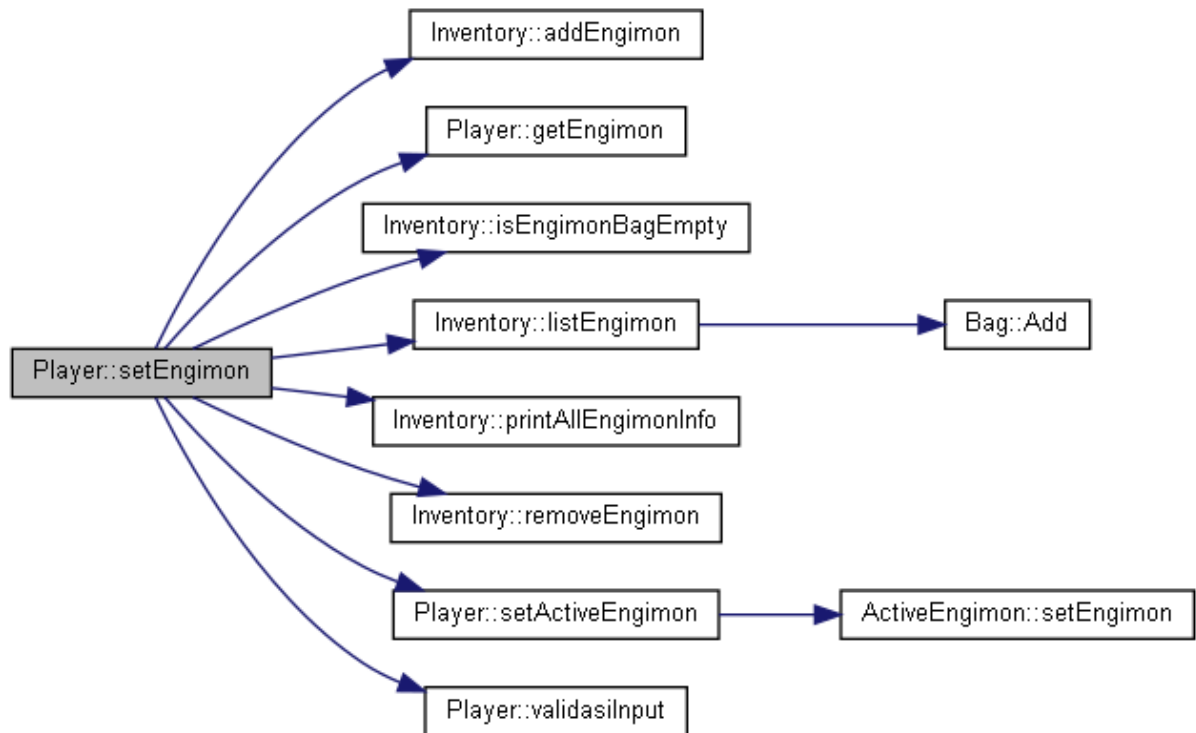 Inventory::addEngimon
Player::getEngimon
Inventory::isEngimonBagEmpty
Inventory::listEngimon
Bag::Add
Player::setEngimon
Inventory::printAllEngimonInfo
Inventory::removeEngimon
Player::setActiveEngimon
ActiveEngimon::setEngimon
Player::validasiInput